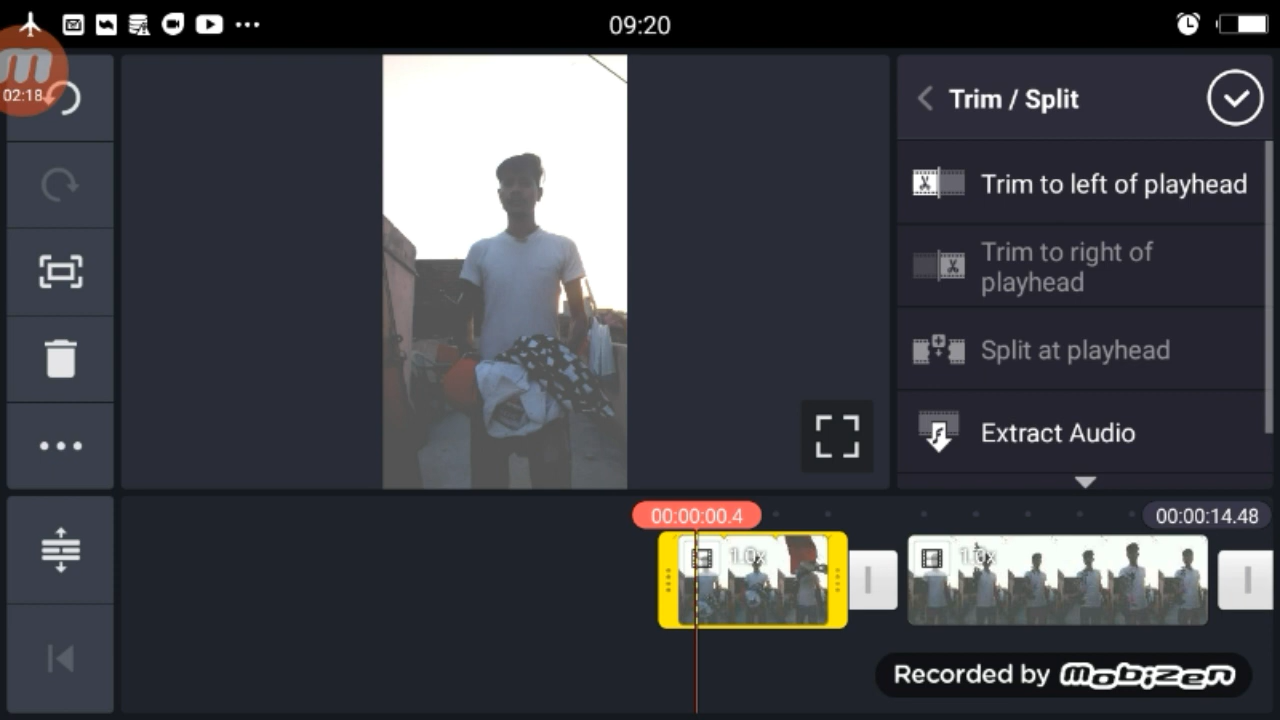 09:20
02:18
Trim / Split
Trim to left of playhead
Trim to right of
playhead
Split at playhead
Extract Audio
00:00:00.4
00:00:14.48
1.0x
1.0x
Recorded by mobizen